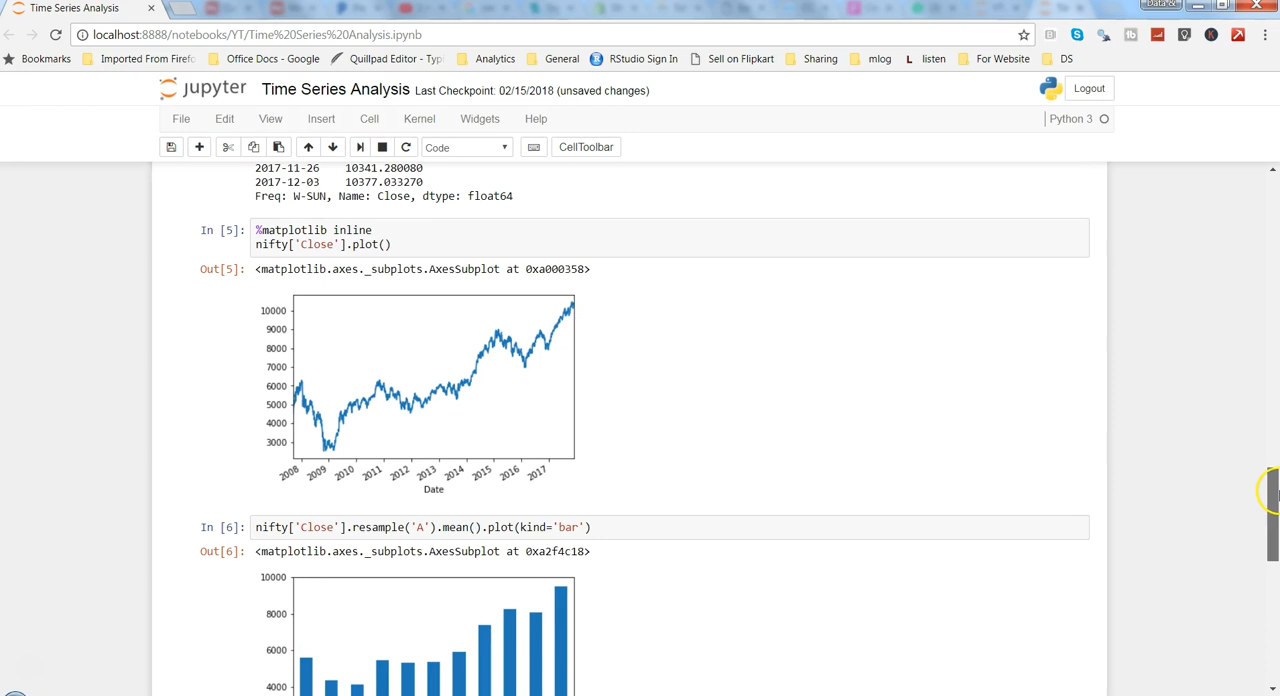 Time Series Analysis
Data &
localhost:8888/notebooks/YT/Time%20Series%20Analysis.ipynb
Bookmarks Imported From Firefo Office Docs - Google Quillpad Editor - Typi Analytics General RStudio Sign In Sell on Flipkart Sharing mlog listen For Website DS
jupyter Time Series Analysis Last Checkpoint: 02/15/2018 (unsaved changes) Logout
File Edit View Insert Cell Kernel Widgets Help Python 3
Code CellToolbar
2017-11-26 10341.280080
2017-12-03 10377.033270
Freq: W-SUN, Name: Close, dtype: float64
In [5]: %matplotlib inline
nifty['Close'].plot()
Out[5]: <matplotlib.axes._subplots.AxesSubplot at 0xa000358>
10000
9000
8000
7000
6000
5000
4000
3000
2008 2009 2010 2011 2012 2013 2014 2015 2016 2017
Date
In [6]: nifty['Close'].resample('A').mean().plot(kind='bar')
Out[6]: <matplotlib.axes._subplots.AxesSubplot at 0xa2f4c18>
10000
8000
6000
4000